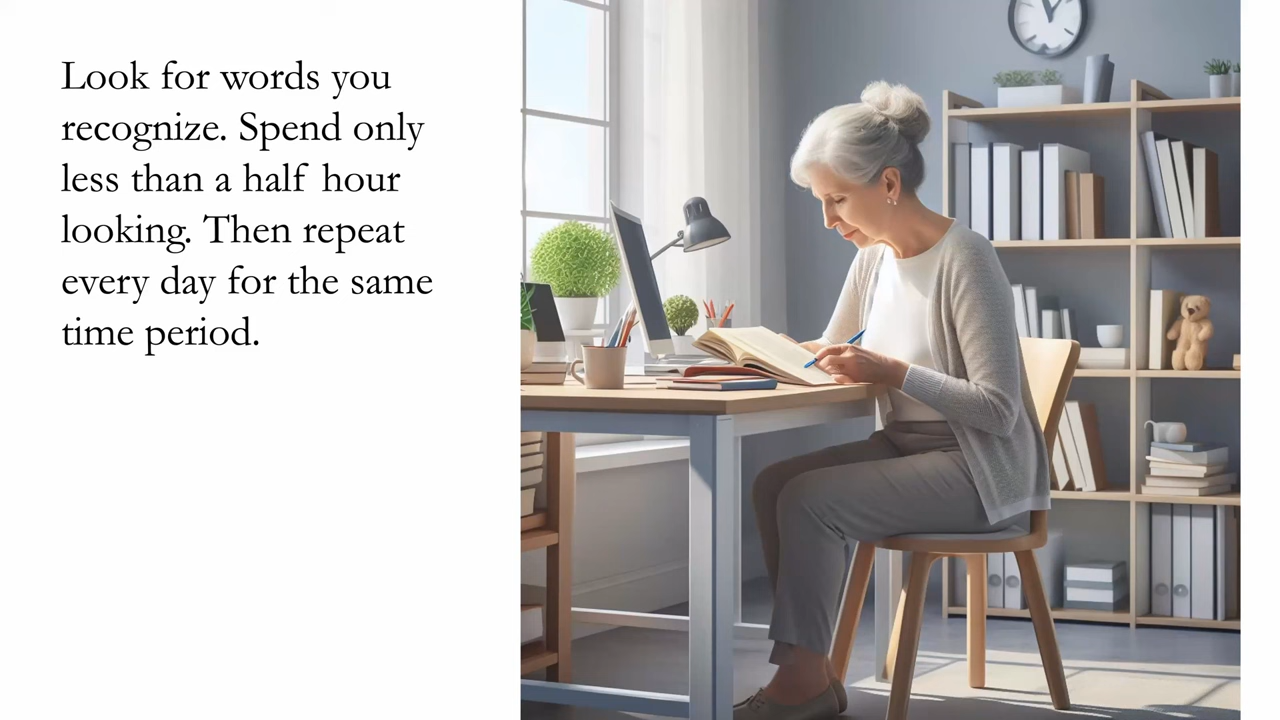 Look for words you
recognize. Spend only
less than a half hour
looking. Then repeat
every day for the same
time period.